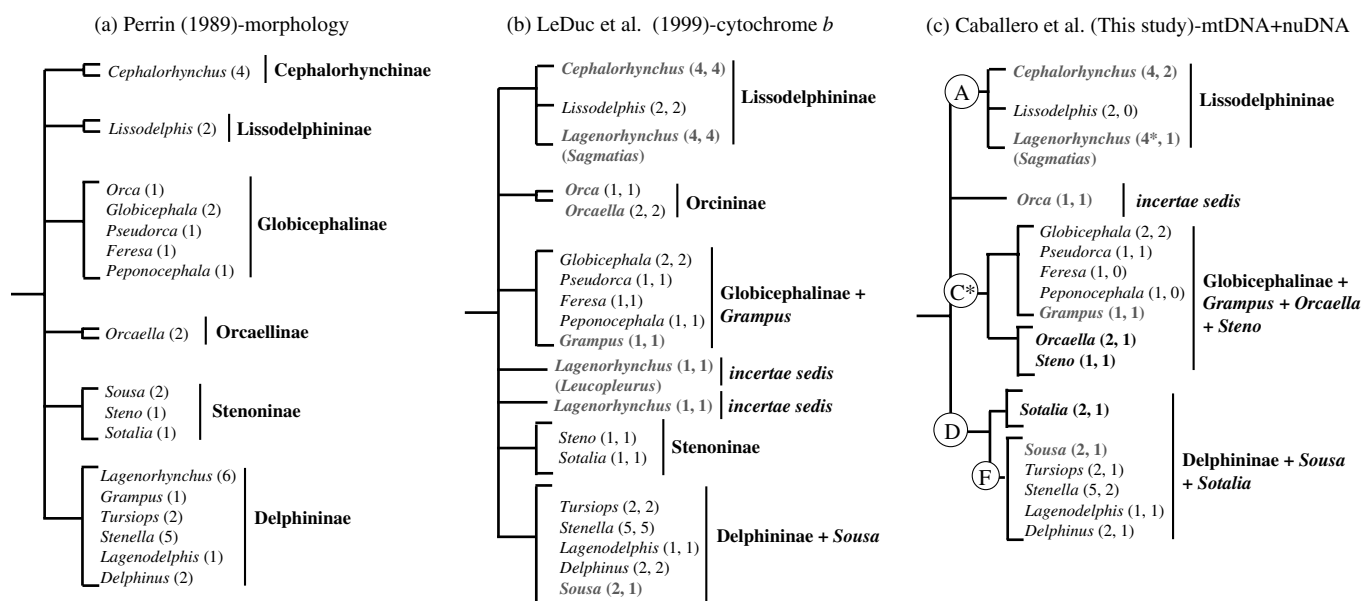 (a) Perrin (1989)-morphology
Cephalorhynchus (4)
Cephalorhynchinae
Lissodelphis (2)
Lissodelphininae
Orca (1)
Globicephala (2)
Pseudorca (1)
Feresa (1)
Peponocephala (1)
Globicephalinae
Orcaella (2)
Orcaellinae
Sousa (2)
Steno (1)
Sotalia (1)
Stenoninae
Lagenorhynchus (6)
Grampus (1)
Tursiops (2)
Stenella (5)
Lagenodelphis (1)
Delphinus (2)
Delphininae
(b) LeDuc et al. (1999)-cytochrome b
Cephalorhynchus (4, 4)
Lissodelphis (2, 2)
Lagenorhynchus (4, 4)
(Sagmatias)
Lissodelphininae
Orca (1, 1)
Orcaella (2, 2)
Orcininae
Globicephala (2, 2)
Pseudorca (1, 1)
Feresa (1,1)
Peponocephala (1, 1)
Grampus (1, 1)
Globicephalinae +
Grampus
Lagenorhynchus (1, 1)
(Leucopleurus)
incertae sedis
Lagenorhynchus (1, 1)
incertae sedis
Steno (1, 1)
Sotalia (1, 1)
Stenoninae
Tursiops (2, 2)
Stenella (5, 5)
Lagenodelphis (1, 1)
Delphinus (2, 2)
Sousa (2, 1)
Delphininae + Sousa
(c) Caballero et al. (This study)-mtDNA+nuDNA
A
Cephalorhynchus (4, 2)
Lissodelphis (2, 0)
Lagenorhynchus (4*, 1)
(Sagmatias)
Lissodelphininae
Orca (1, 1)
incertae sedis
C*
Globicephala (2, 2)
Pseudorca (1, 1)
Feresa (1, 0)
Peponocephala (1, 0)
Grampus (1, 1)
Orcaella (2, 1)
Steno (1, 1)
Globicephalinae +
Grampus + Orcaella
+ Steno
D
Sotalia (2, 1)
F
Sousa (2, 1)
Tursiops (2, 1)
Stenella (5, 2)
Lagenodelphis (1, 1)
Delphinus (2, 1)
Delphininae + Sousa
+ Sotalia